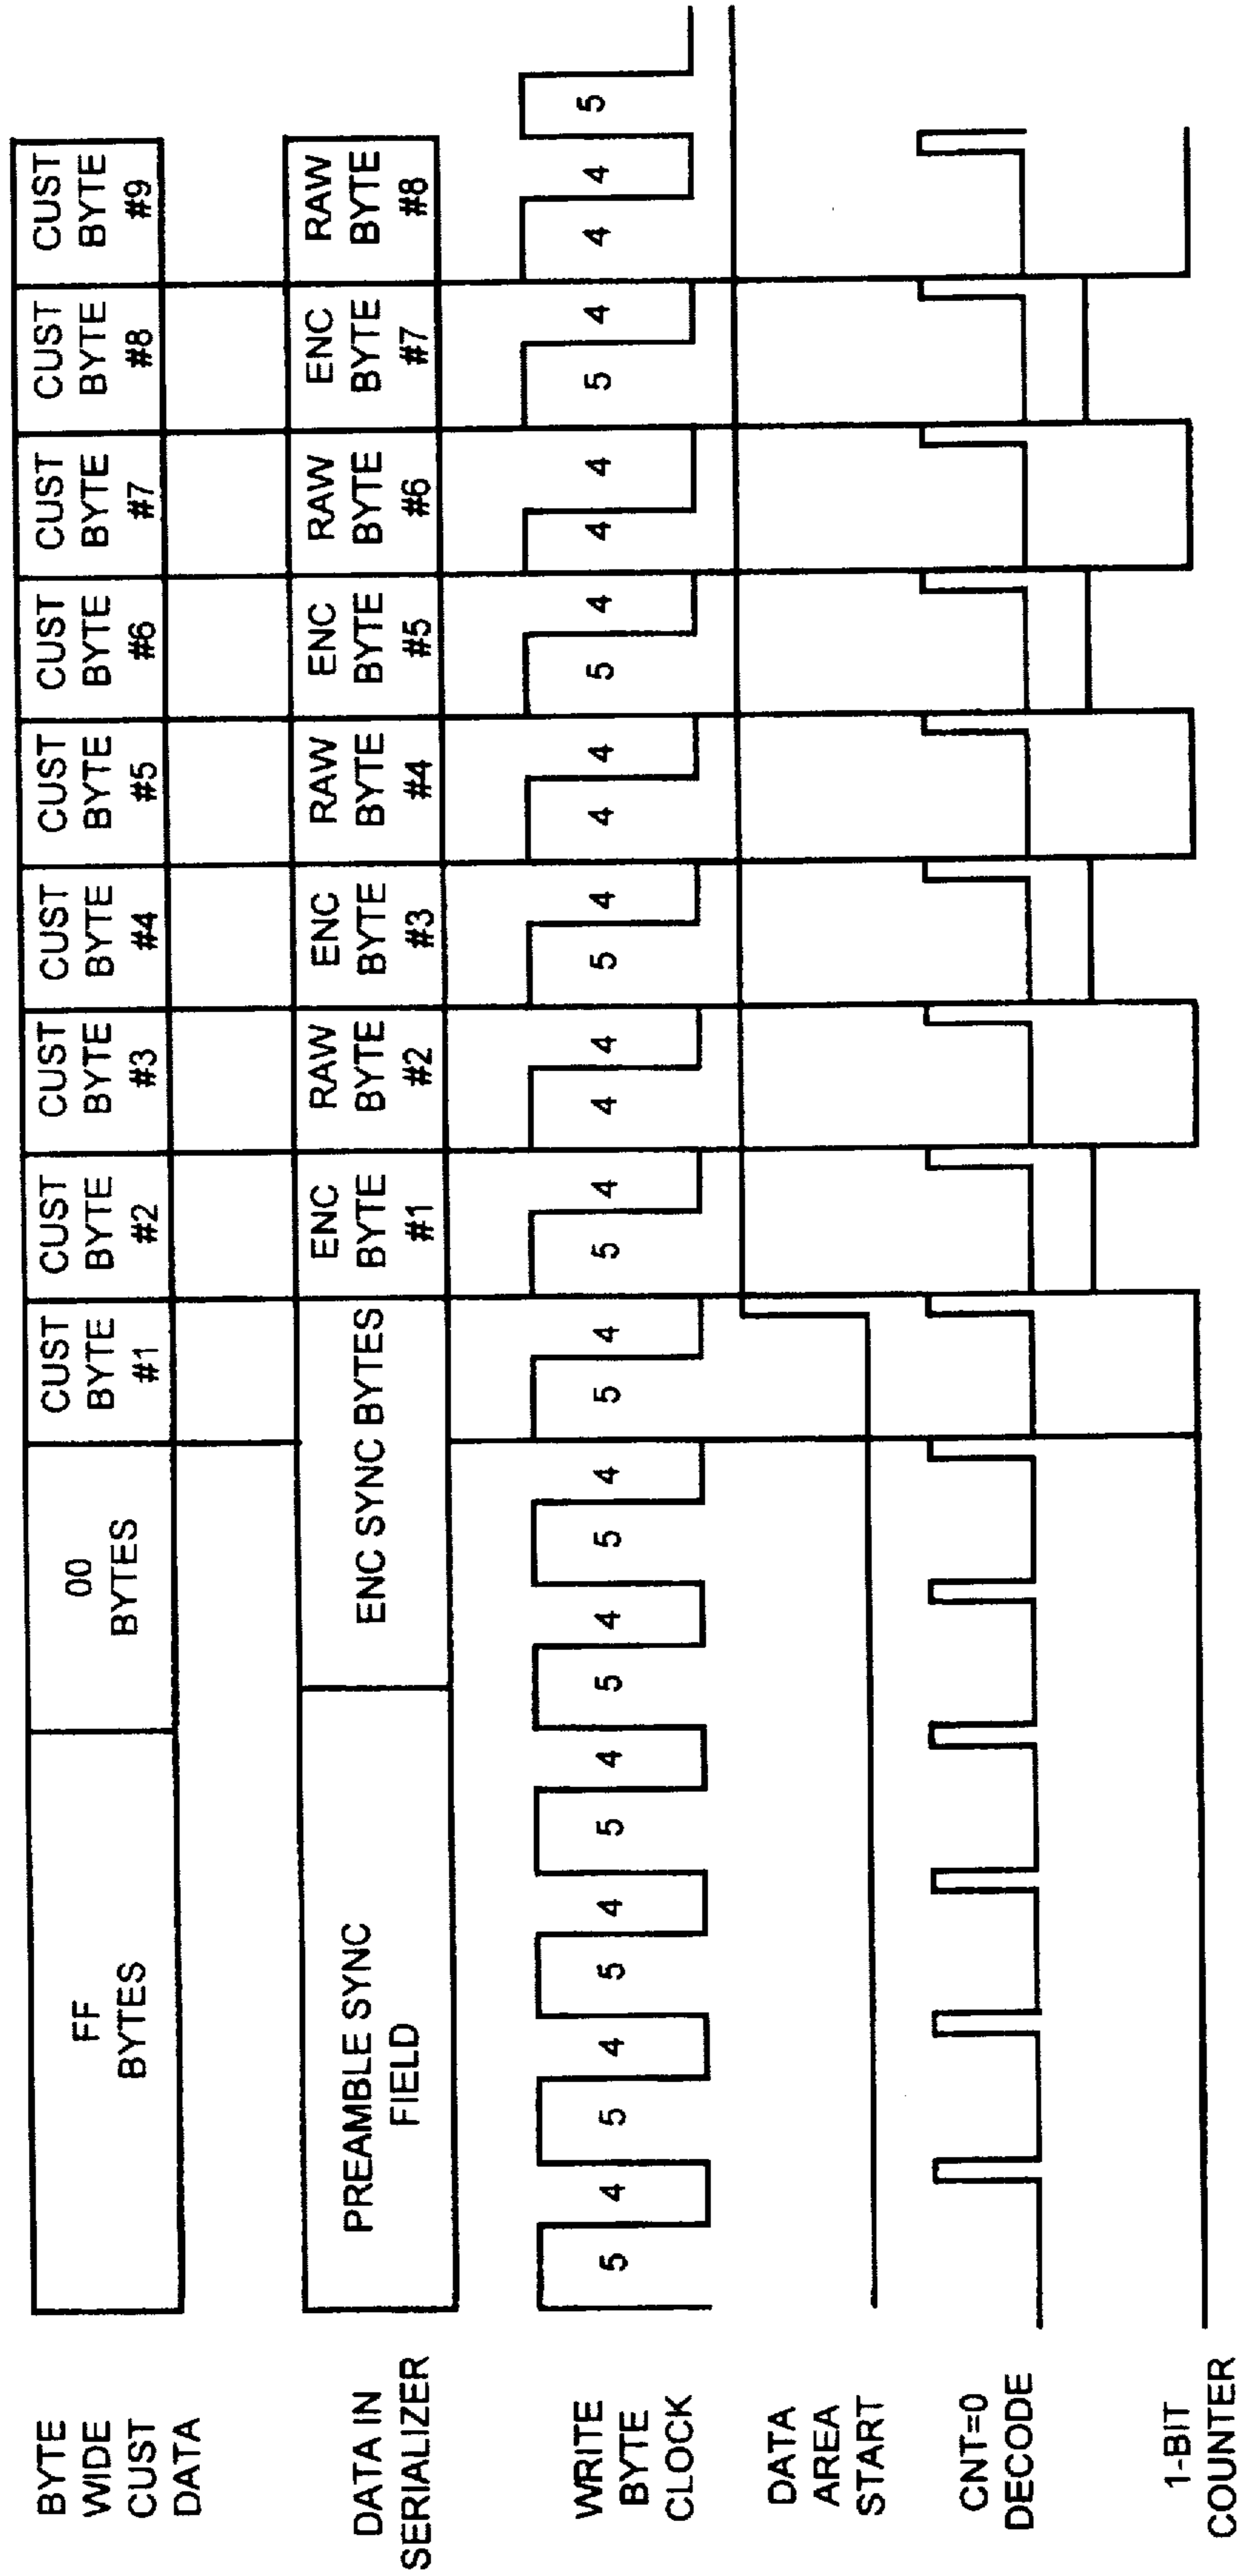 BYTE
WIDE
CUST
DATA
FF
BYTES
00
BYTES
CUST
BYTE
#1
CUST
BYTE
#2
CUST
BYTE
#3
CUST
BYTE
#4
CUST
BYTE
#5
CUST
BYTE
#6
CUST
BYTE
#7
CUST
BYTE
#8
CUST
BYTE
#9
DATA IN
SERIALIZER
PREAMBLE SYNC
FIELD
ENC SYNC BYTES
ENC
BYTE
#1
RAW
BYTE
#2
ENC
BYTE
#3
RAW
BYTE
#4
ENC
BYTE
#5
RAW
BYTE
#6
ENC
BYTE
#7
RAW
BYTE
#8
WRITE
BYTE
CLOCK
5 4 5 4 5 4 5 4 5 4 5 4 5 4 5 4 4 4 5 4 4 4 5 4 4 4 5 4 4 4 5
DATA
AREA
START
CNT=0
DECODE
1-BIT
COUNTER